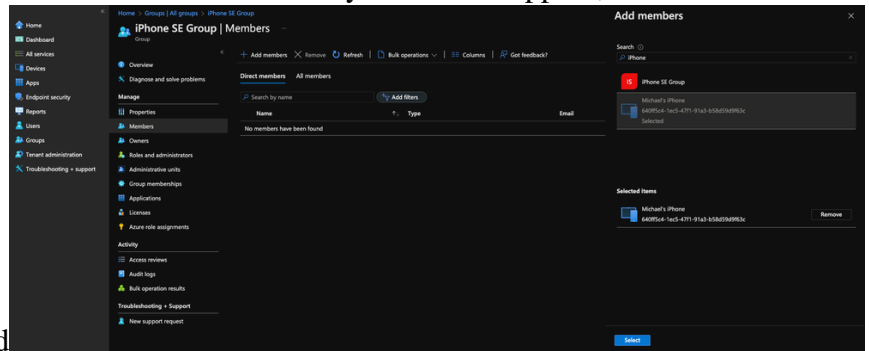 Home
Dashboard
All services
Devices
Apps
Endpoint security
Reports
Users
Groups
Tenant administration
Troubleshooting + support
Home > Groups | All groups > iPhone SE Group
iPhone SE Group | Members
Group
Overview
Diagnose and solve problems
Manage
Properties
Members
Owners
Roles and administrators
Administrative units
Group memberships
Applications
Licenses
Azure role assignments
Activity
Access reviews
Audit logs
Bulk operation results
Troubleshooting + Support
New support request
Add members Remove Refresh Bulk operations Columns Got feedback?
Direct members All members
Search by name Add filters
Name Type Email
No members have been found
Add members
Search
iPhone
IS iPhone SE Group
Michael's iPhone
640ff5c4-1ec5-47f1-91a3-b58d59d9f63c
Selected
Selected items
Michael's iPhone
640ff5c4-1ec5-47f1-91a3-b58d59d9f63c
Remove
Select
d